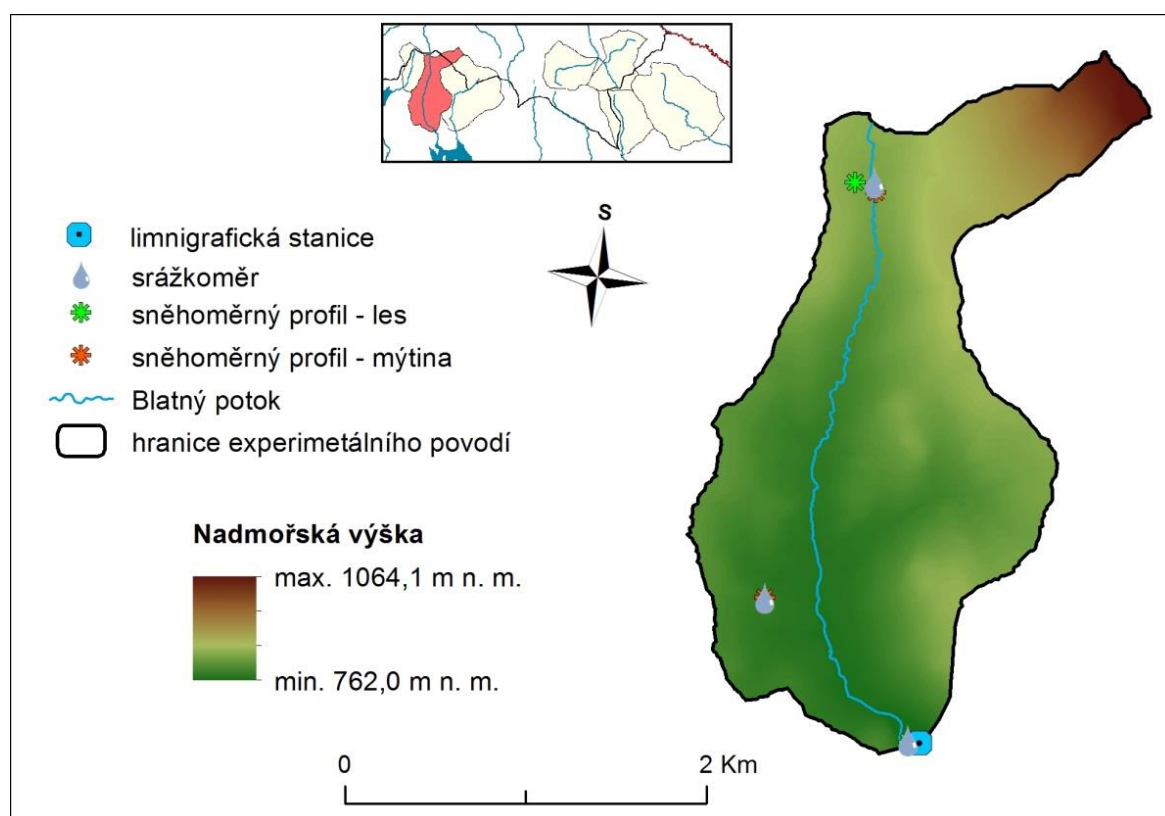 S
limnigrafická stanice
srážkoměr
sněhoměrný profil - les
sněhoměrný profil - mýtina
Blatný potok
hranice experimetálního povodí
Nadmořská výška
max. 1064,1 m n. m.
min. 762,0 m n. m.
0 2 Km